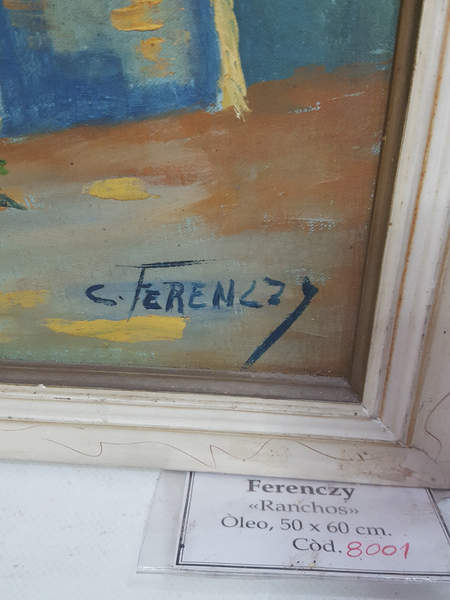 C. FERENCZY
Ferenczy
«Ranchos»
Òleo, 50 x 60 cm.
Còd. 8001